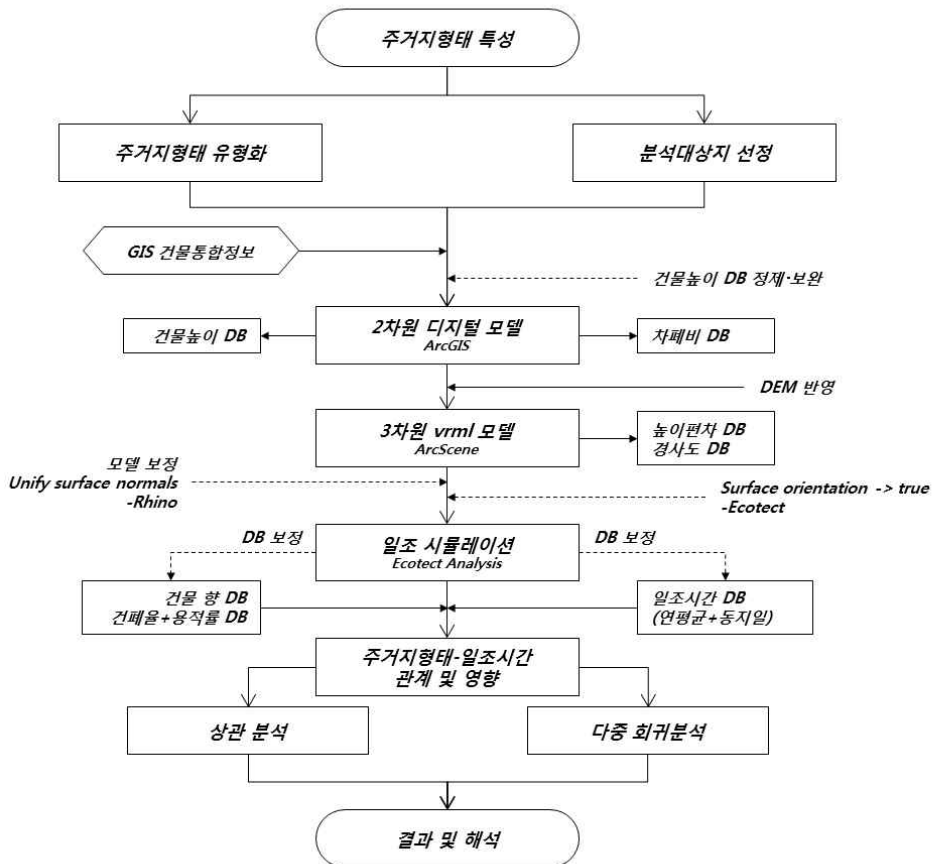 주거지형태 특성
주거지형태 유형화
분석대상지 선정
GIS 건물통합정보
건물높이 DB 정제·보완
2차원 디지털 모델
ArcGIS
건물높이 DB
차폐비 DB
DEM 반영
3차원 vrml 모델
ArcScene
높이편차 DB
경사도 DB
모델 보정
Unify surface normals
-Rhino
Surface orientation -> true
-Ecotect
DB 보정
일조 시뮬레이션
Ecotect Analysis
DB 보정
건물 향 DB
건폐율+용적률 DB
일조시간 DB
(연평균+동지일)
주거지형태-일조시간
관계 및 영향
상관 분석
다중 회귀분석
결과 및 해석